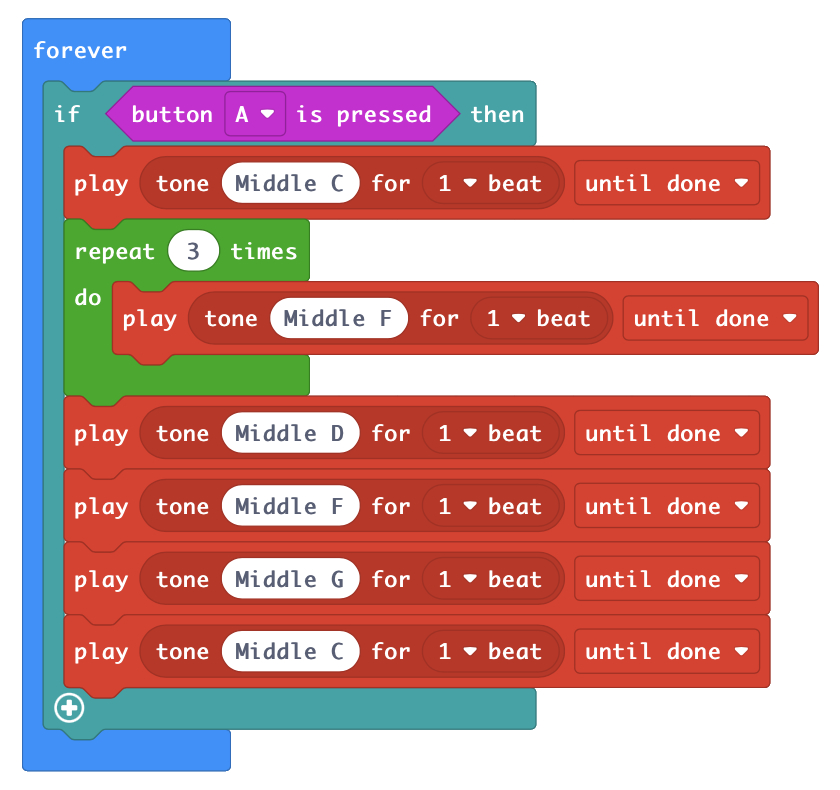 forever
if button A is pressed then
play tone Middle C for 1 beat until done
repeat 3 times
do play tone Middle F for 1 beat until done
play tone Middle D for 1 beat until done
play tone Middle F for 1 beat until done
play tone Middle G for 1 beat until done
play tone Middle C for 1 beat until done